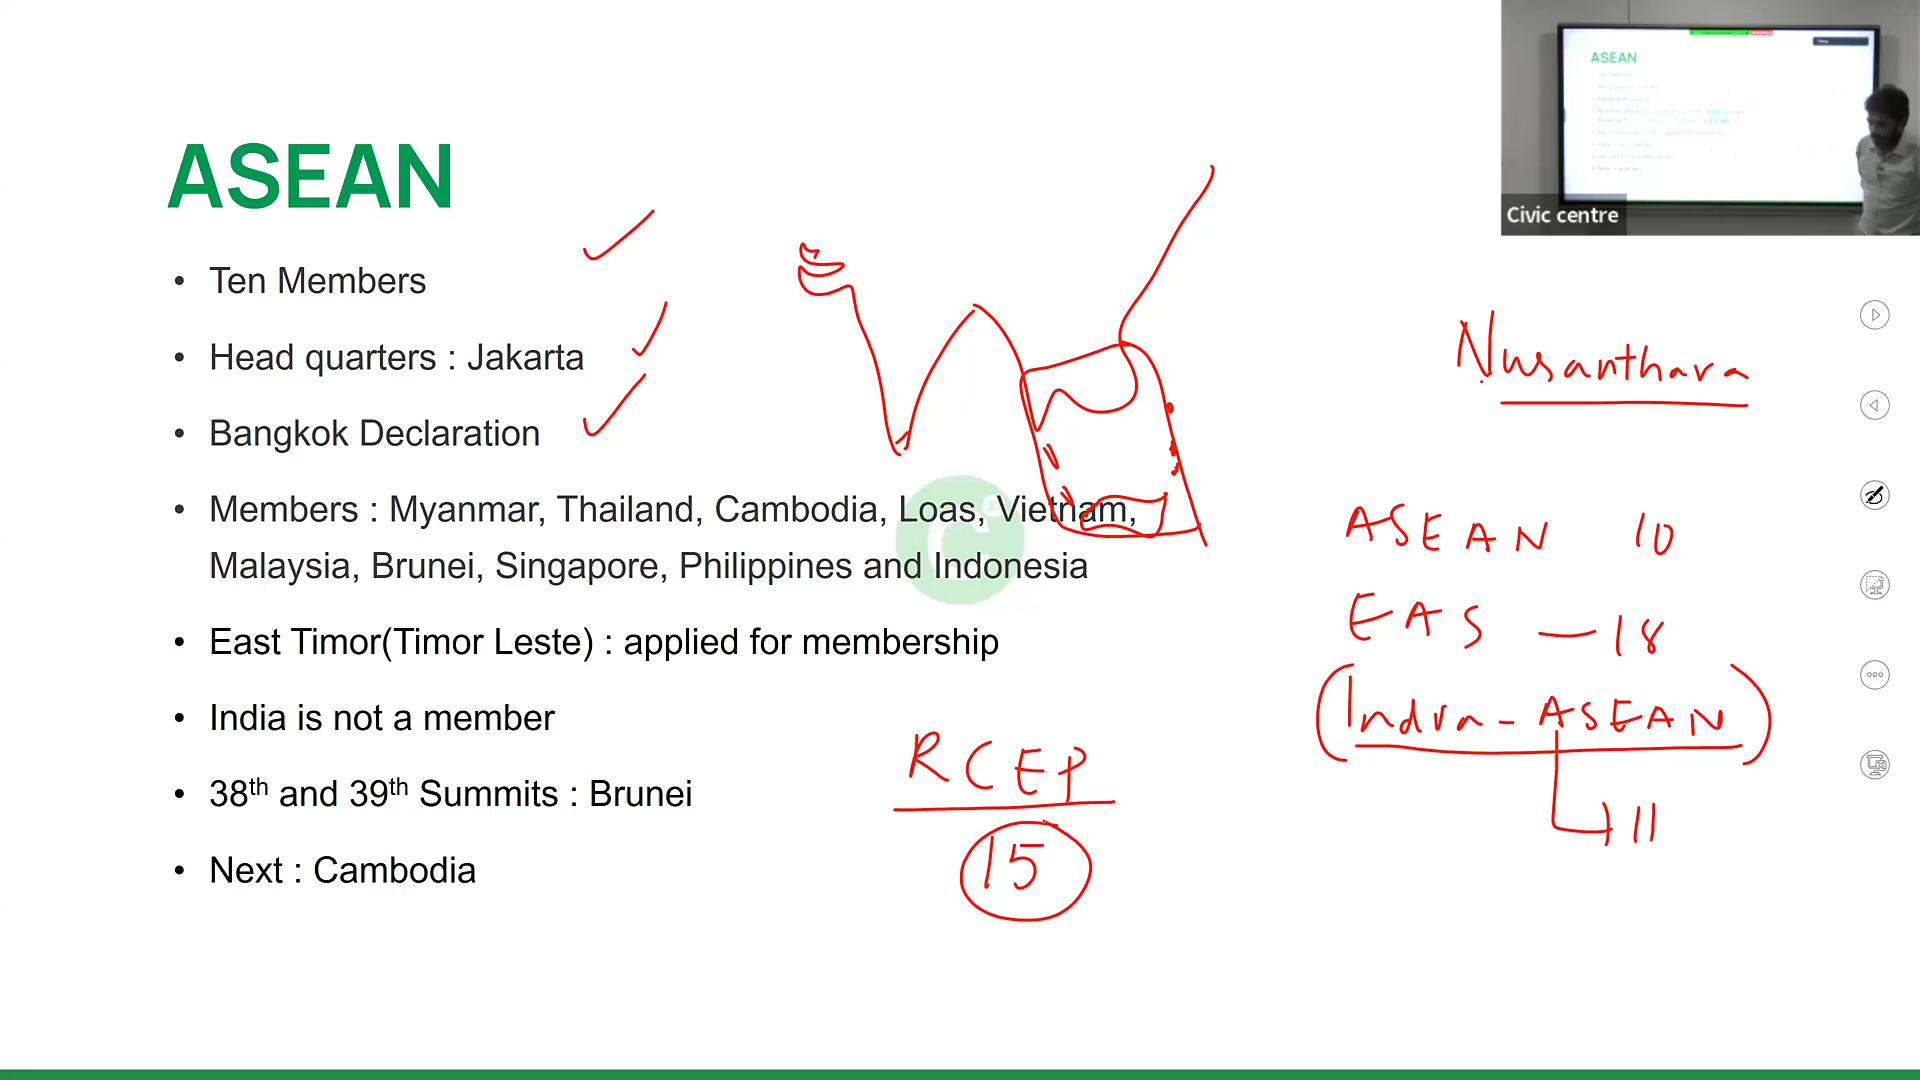 ASEAN
• Ten Members
• Head quarters : Jakarta
• Bangkok Declaration
• Members : Myanmar, Thailand, Cambodia, Loas, Vietnam,
Malaysia, Brunei, Singapore, Philippines and Indonesia
• East Timor(Timor Leste) : applied for membership
• India is not a member
• 38th and 39th Summits : Brunei
• Next : Cambodia
RCEP
15
Nusanthara
ASEAN 10
EAS — 18
(India - ASEAN)
11
ASEAN
Civic centre